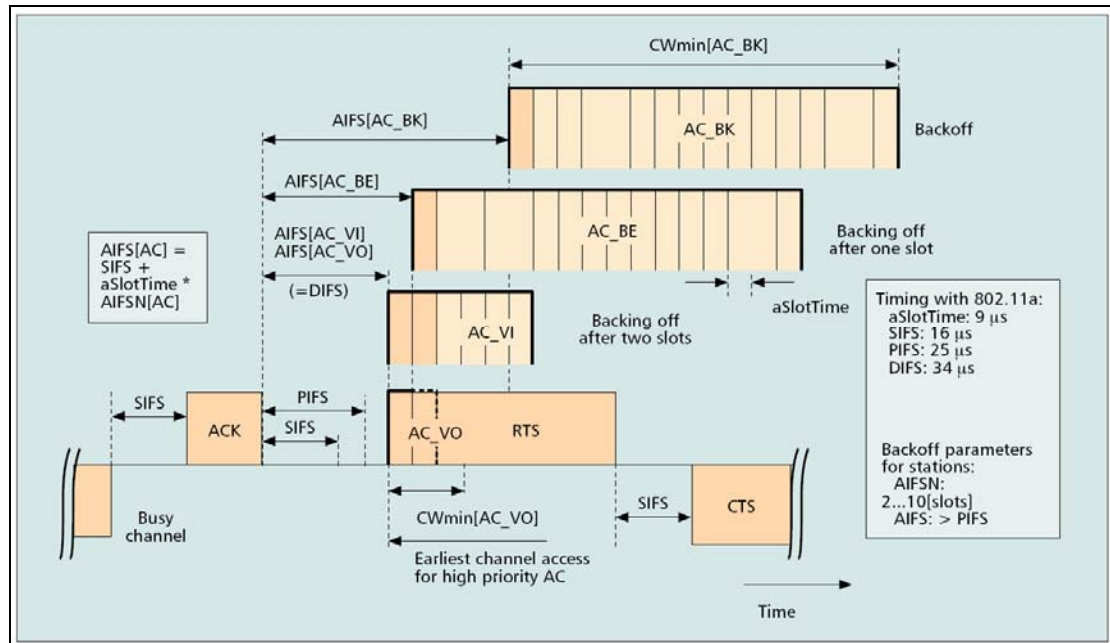 CWmin[AC_BK]
AIFS[AC_BK]
AC_BK
Backoff
AIFS[AC_BE]
AC_BE
Backing off
after one slot
AIFS[AC_VI]
AIFS[AC_VO]
(=DIFS)
AIFS[AC] =
SIFS +
aSlotTime *
AIFSN[AC]
aSlotTime
AC_VI
Backing off
after two slots
Timing with 802.11a:
aSlotTime: 9 µs
SIFS: 16 µs
PIFS: 25 µs
DIFS: 34 µs
Backoff parameters
for stations:
AIFSN:
2...10[slots]
AIFS: > PIFS
SIFS
ACK
PIFS
SIFS
AC_VO
RTS
Busy
channel
CWmin[AC_VO]
SIFS
CTS
Earliest channel access
for high priority AC
Time